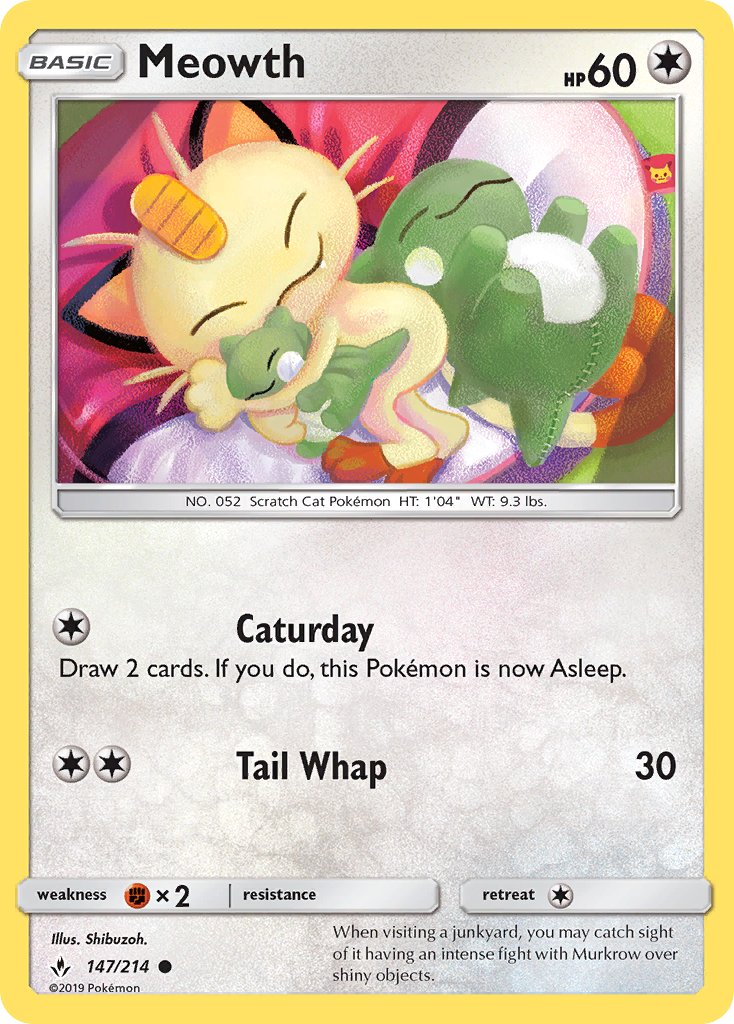 BASIC Meowth HP60
NO. 052 Scratch Cat Pokémon HT: 1'04" WT: 9.3 lbs.
Caturday
Draw 2 cards. If you do, this Pokémon is now Asleep.
Tail Whap 30
weakness ×2 resistance retreat
Illus. Shibuzoh.
147/214
©2019 Pokémon
When visiting a junkyard, you may catch sight
of it having an intense fight with Murkrow over
shiny objects.